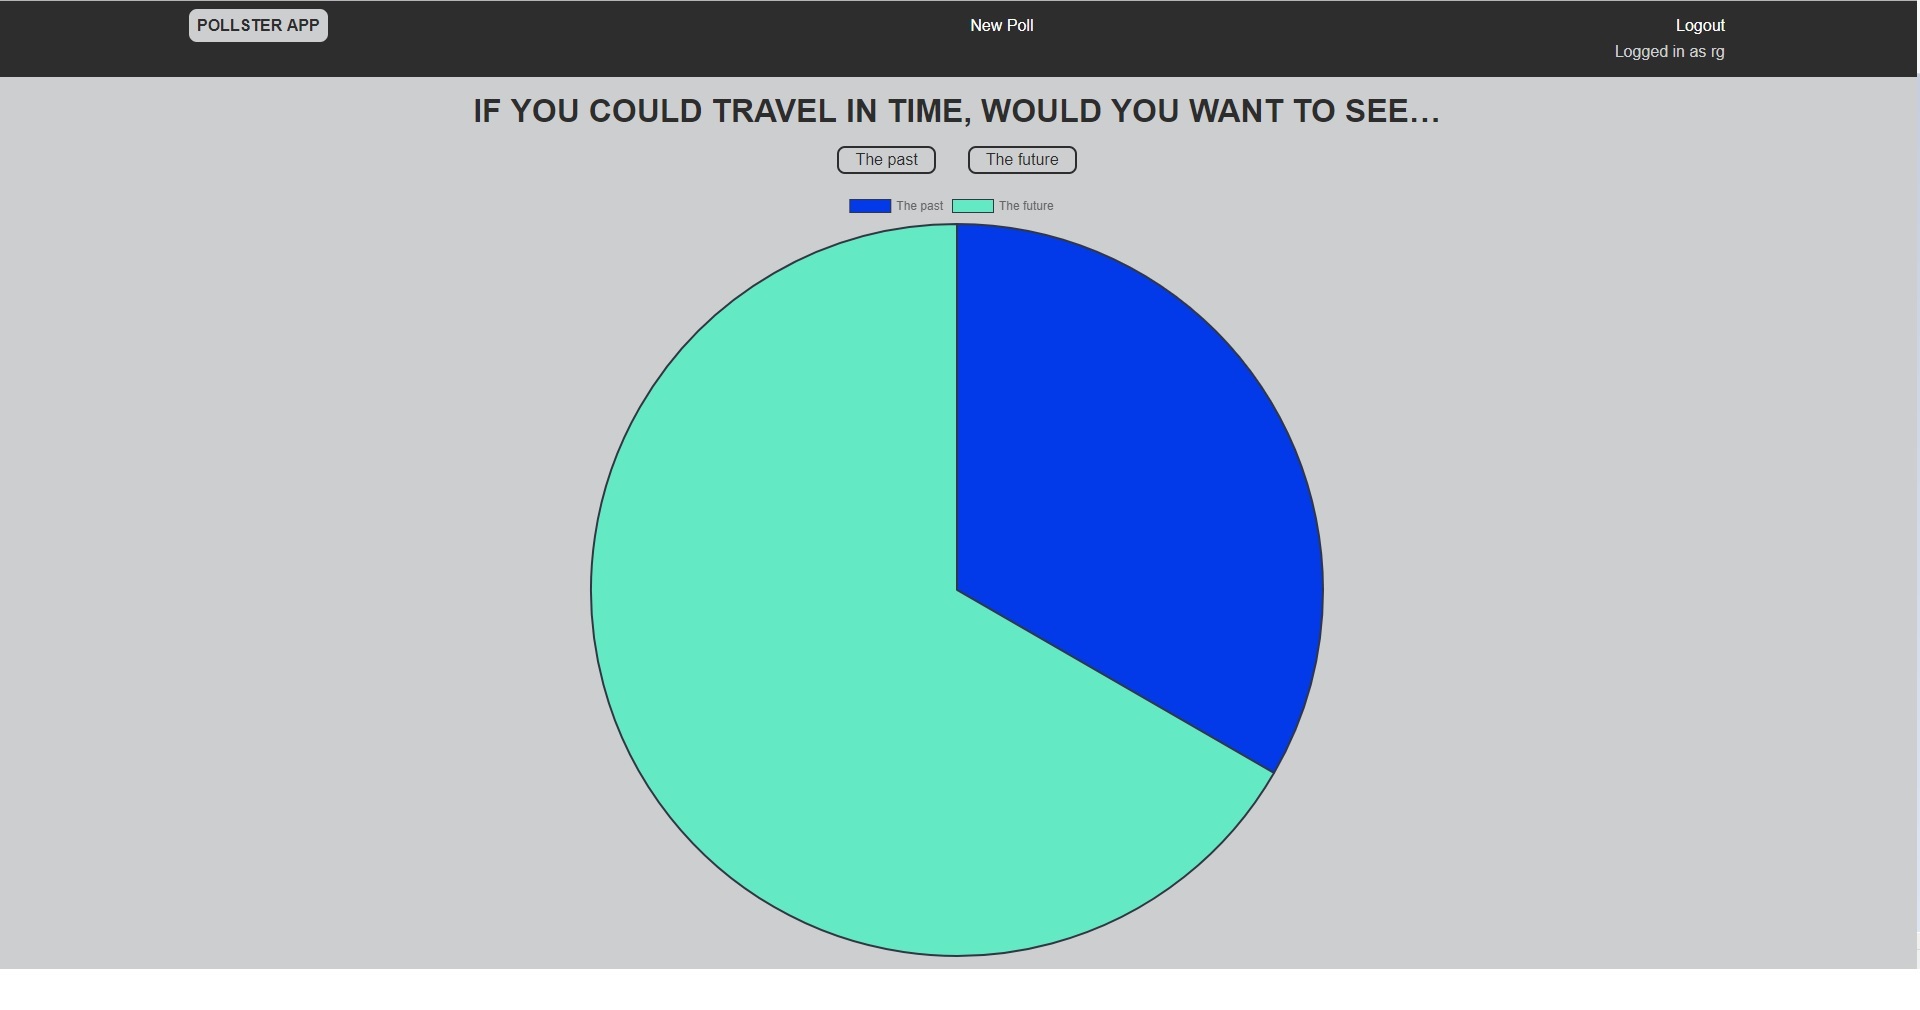 POLLSTER APP
New Poll
Logout
Logged in as rg
IF YOU COULD TRAVEL IN TIME, WOULD YOU WANT TO SEE...
The past
The future
The past
The future